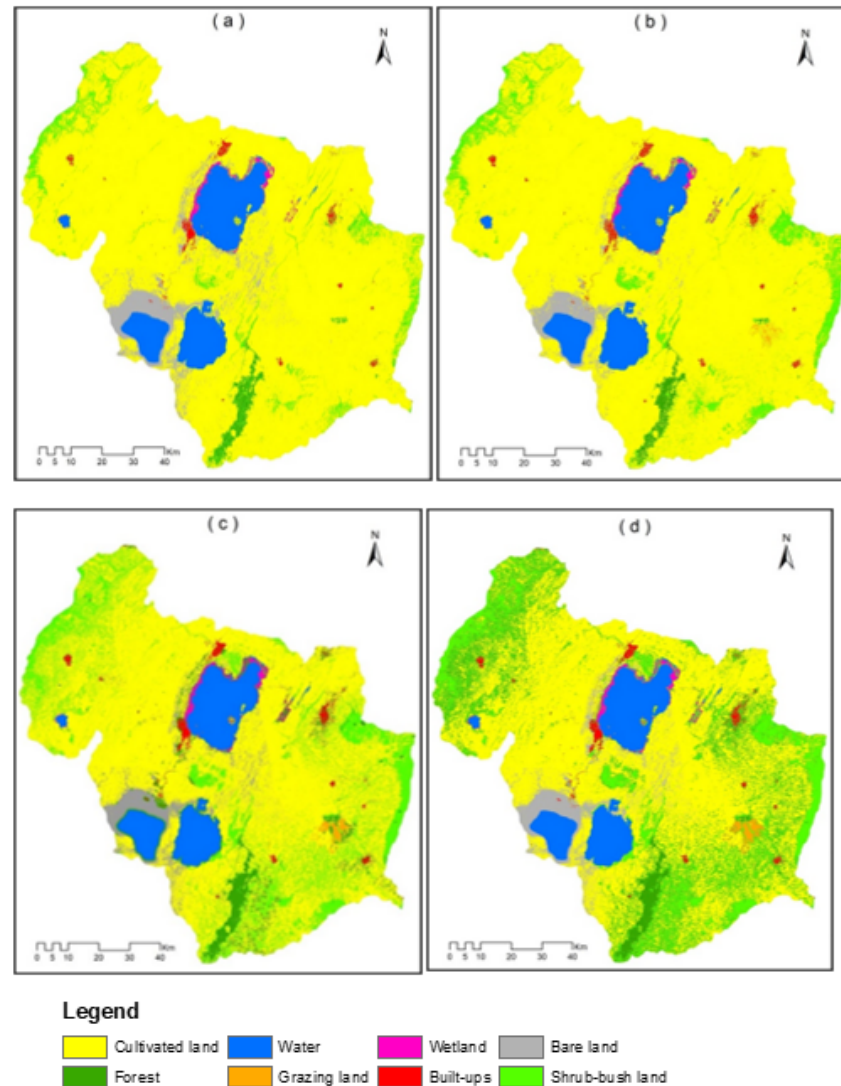 ( a )
N
0 5 10 20 30 40 Km
( b )
N
0 5 10 20 30 40 Km
( c )
N
0 5 10 20 30 40 Km
( d )
N
0 5 10 20 30 40 Km
Legend
Cultivated land Water Wetland Bare land
Forest Grazing land Built-ups Shrub-bush land